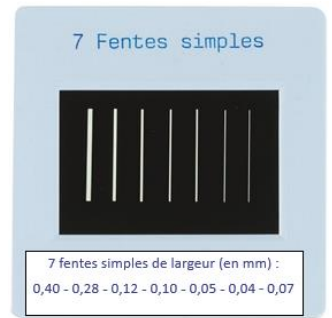 7 Fentes simples
7 fentes simples de largeur (en mm) :
0,40 - 0,28 - 0,12 - 0,10 - 0,05 - 0,04 - 0,07